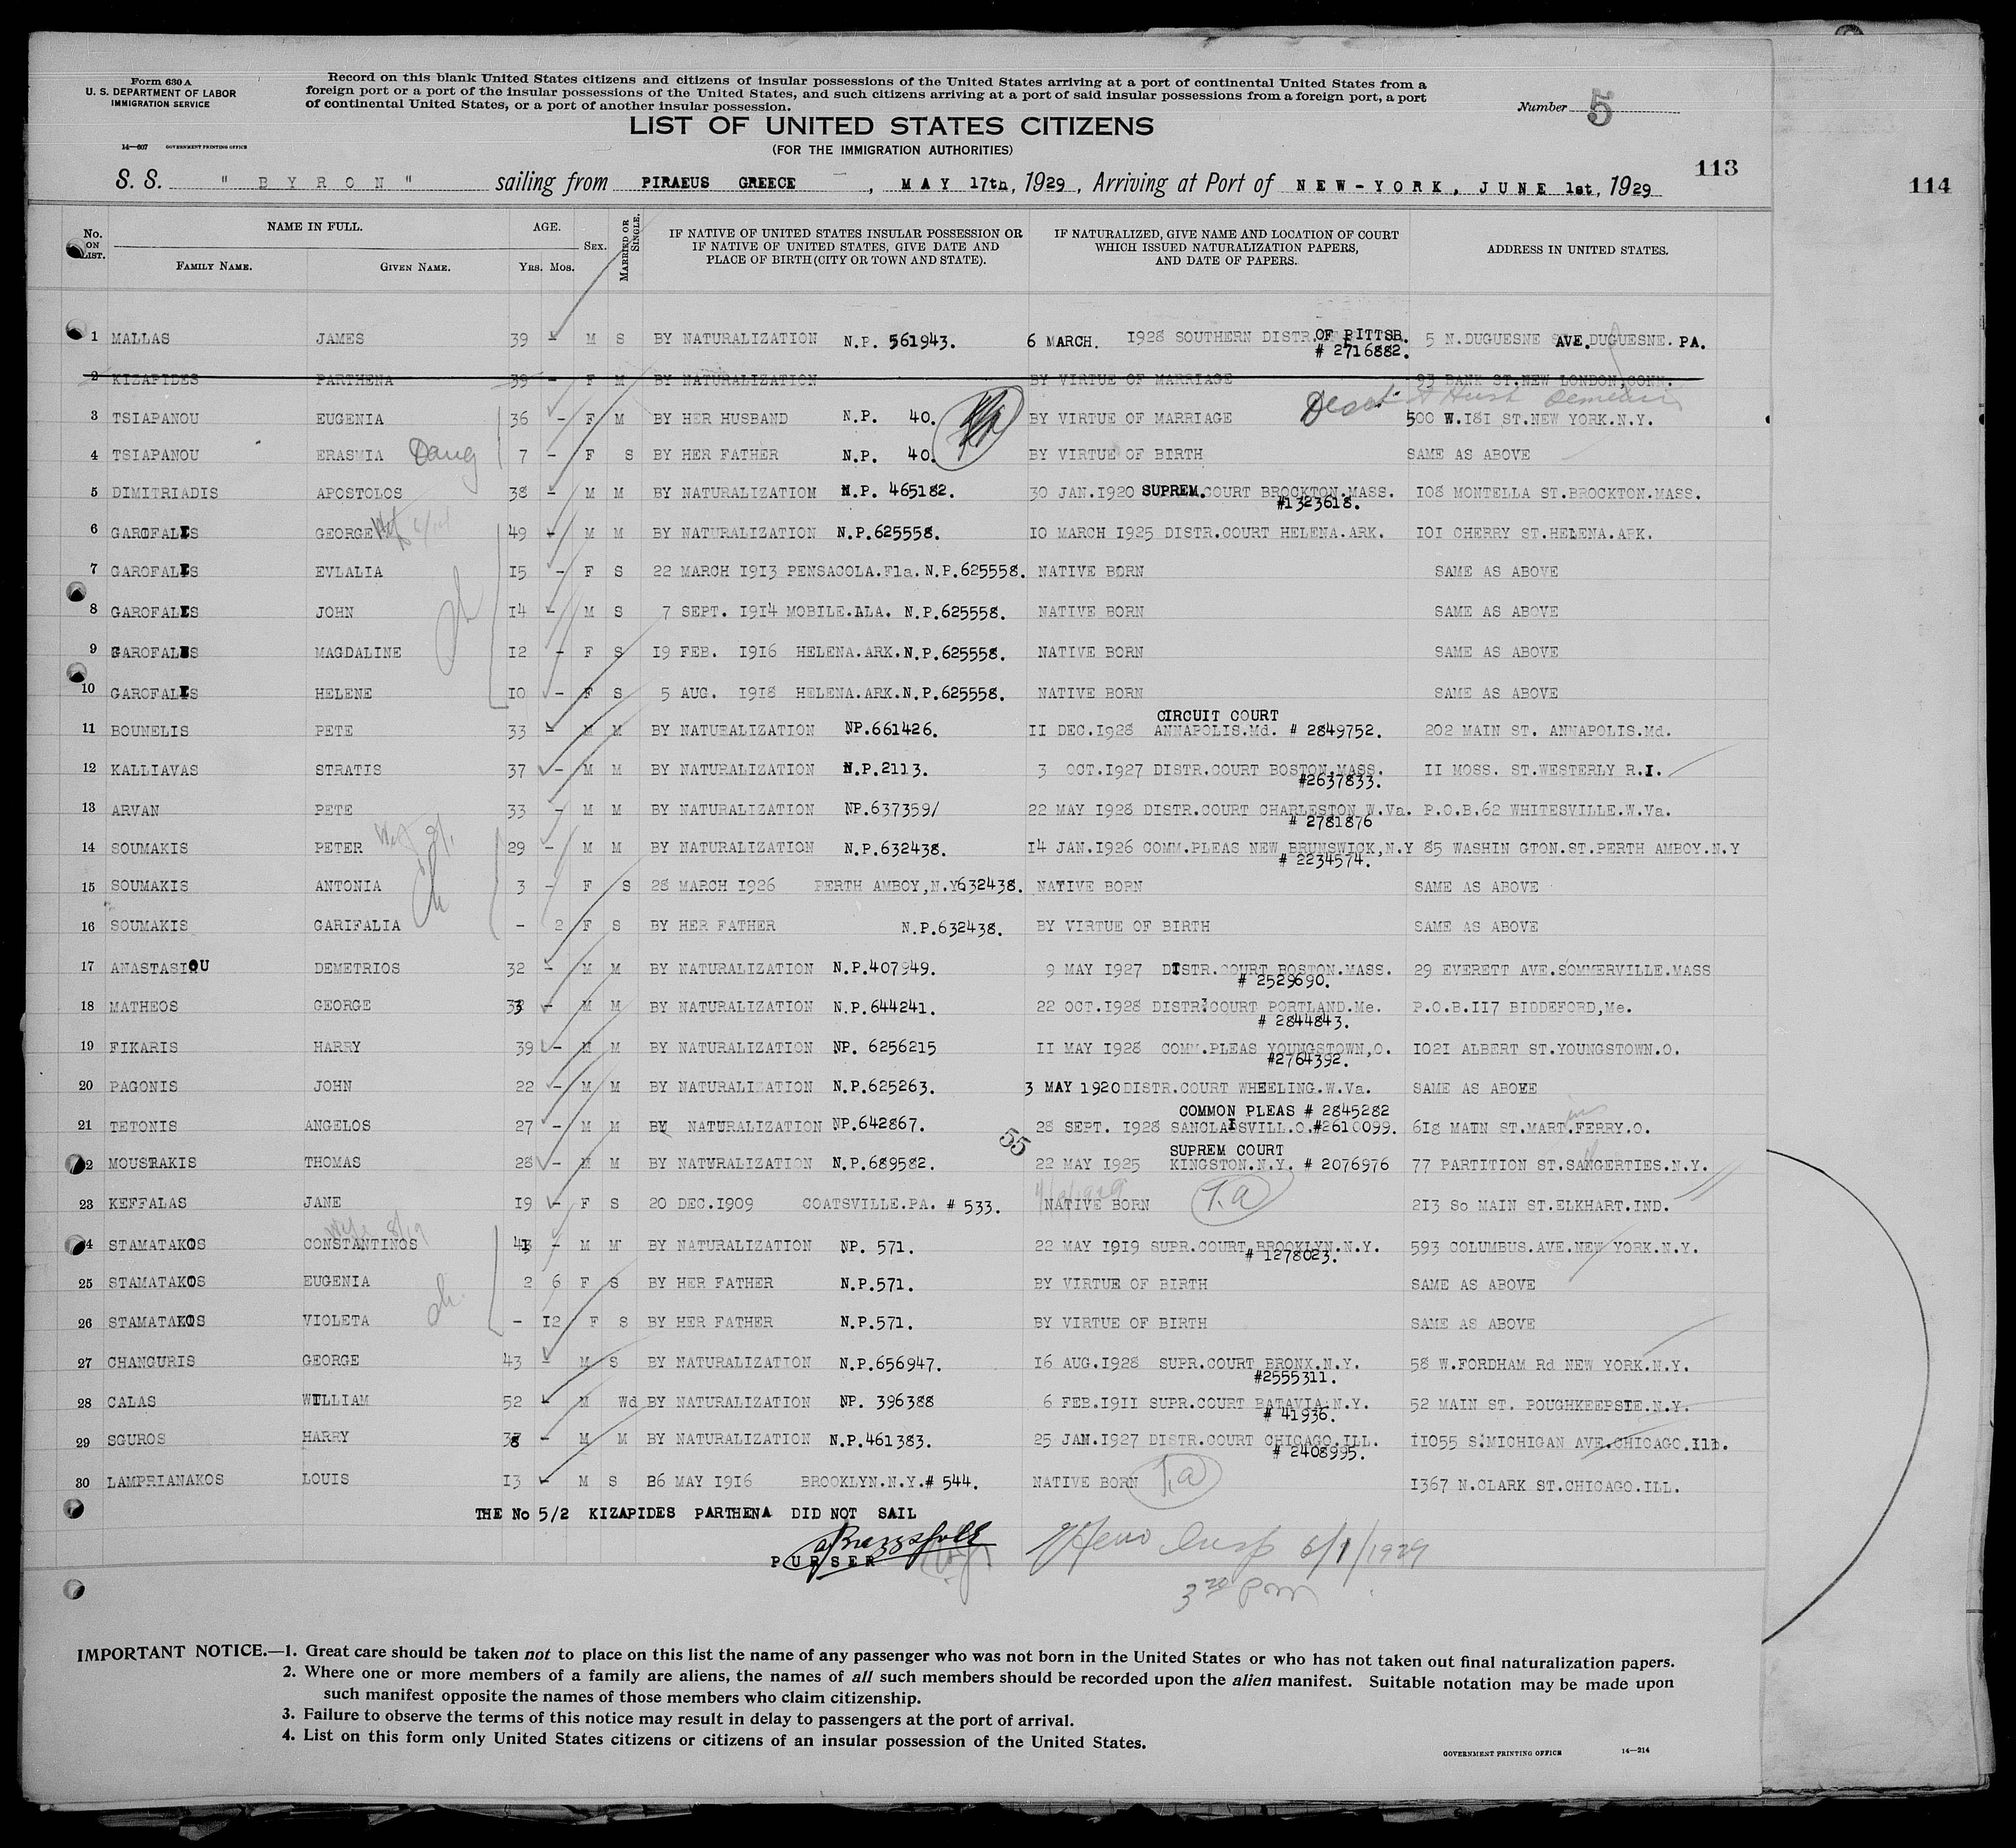 Form 630 A
U. S. DEPARTMENT OF LABOR
IMMIGRATION SERVICE
14—607 GOVERNMENT PRINTING OFFICE
Record on this blank United States citizens and citizens of insular possessions of the United States arriving at a port of continental United States from a
foreign port or a port of the insular possessions of the United States, and such citizens arriving at a port of said insular possessions from a foreign port, a port
of continental United States, or a port of another insular possession.
Number 5
LIST OF UNITED STATES CITIZENS
(FOR THE IMMIGRATION AUTHORITIES)
113
114
S. S. " B Y R O N " sailing from PIRAEUS GREECE , MAY 17th, 1929, Arriving at Port of NEW-YORK, JUNE 1st, 1929
No. ON LIST. NAME IN FULL. FAMILY NAME. GIVEN NAME. AGE. YRS. MOS. SEX. MARRIED OR SINGLE. IF NATIVE OF UNITED STATES INSULAR POSSESSION OR IF NATIVE OF UNITED STATES, GIVE DATE AND PLACE OF BIRTH (CITY OR TOWN AND STATE). IF NATURALIZED, GIVE NAME AND LOCATION OF COURT WHICH ISSUED NATURALIZATION PAPERS, AND DATE OF PAPERS. ADDRESS IN UNITED STATES.
1 MALLAS JAMES 39 - M S BY NATURALIZATION N.P. 561943. 6 MARCH. 1928 SOUTHERN DISTR. OF PITTSB. # 2716882. 5 N.DUGUESNE AVE.DUGUESNE. PA.
2 KIZAPIDES PARTHENA 39 - F M BY NATURALIZATION BY VIRTUE OF MARRIAGE 93 BANK ST.NEW LONDON,CONN.
3 TSIAPANOU EUGENIA 36 - F M BY HER HUSBAND N.P. 40. BY VIRTUE OF MARRIAGE 500 W.181 ST.NEW YORK.N.Y.
4 TSIAPANOU ERASMIA Daug 7 - F S BY HER FATHER N.P. 40. BY VIRTUE OF BIRTH SAME AS ABOVE
5 DIMITRIADIS APOSTOLOS 38 - M M BY NATURALIZATION N.P. 465182. 30 JAN.1920 SUPREM.COURT BROCKTON.MASS. #1323618. 108 MONTELLA ST.BROCKTON.MASS.
6 GAROFALIS GEORGE 49 - M M BY NATURALIZATION N.P.625558. 10 MARCH 1925 DISTR.COURT HELENA.ARK. 101 CHERRY ST.HELENA.ARK.
7 GAROFALIS EVLALIA 15 - F S 22 MARCH 1913 PENSACOLA.Fla. N.P.625558. NATIVE BORN SAME AS ABOVE
8 GAROFALIS JOHN 14 - M S 7 SEPT. 1914 MOBILE.ALA. N.P.625558. NATIVE BORN SAME AS ABOVE
9 GAROFALIS MAGDALINE 12 - F S 19 FEB. 1916 HELENA.ARK.N.P.625558. NATIVE BORN SAME AS ABOVE
10 GAROFALIS HELENE 10 - F S 5 AUG. 1918 HELENA.ARK.N.P.625558. NATIVE BORN SAME AS ABOVE
11 BOUNELIS PETE 33 - M M BY NATURALIZATION NP.661426. 11 DEC.1928 CIRCUIT COURT ANNAPOLIS.Md. # 2849752. 202 MAIN ST. ANNAPOLIS.Md.
12 KALLIAVAS STRATIS 37 - M M BY NATURALIZATION N.P.2113. 3 OCT.1927 DISTR.COURT BOSTON.MASS. #2637833. 11 MOSS. ST.WESTERLY R.I.
13 ARVAN PETE 33 - M M BY NATURALIZATION NP.637359/ 22 MAY 1928 DISTR.COURT CHARLESTON W.Va. # 2781876 P.O.B.62 WHITESVILLE.W.Va.
14 SOUMAKIS PETER 29 - M M BY NATURALIZATION N.P.632438. 14 JAN.1926 COMM.PLEAS NEW BRUNSWICK,N.Y # 2234574. 85 WASHIN GTON.ST.PERTH AMBOY.N.Y
15 SOUMAKIS ANTONIA 3 - F S 28 MARCH 1926 PERTH AMBOY,N.Y632438. NATIVE BORN SAME AS ABOVE
16 SOUMAKIS GARIFALIA - 2 F S BY HER FATHER N.P.632438. BY VIRTUE OF BIRTH SAME AS ABOVE
17 ANASTASIOU DEMETRIOS 32 - M M BY NATURALIZATION N.P.407949. 9 MAY 1927 DISTR.COURT BOSTON.MASS. # 2529690. 29 EVERETT AVE.SOMMERVILLE.MASS
18 MATHEOS GEORGE 33 - M M BY NATURALIZATION N.P.644241. 22 OCT.1928 DISTR.COURT PORTLAND.Me. # 2844843. P.O.B.117 BIDDEFORD,Me.
19 FIKARIS HARRY 39 - M M BY NATURALIZATION NP. 6256215 11 MAY 1928 COMM.PLEAS YOUNGSTOWN,O. #2764392. 1021 ALBERT ST.YOUNGSTOWN.O.
20 PAGONIS JOHN 22 - M M BY NATURALIZATION N.P.625263. 3 MAY 1920 DISTR.COURT WHEELING.W.Va. SAME AS ABOVE
21 TETONIS ANGELOS 27 - M M BY NATURALIZATION NP.642867. 28 SEPT. 1928 COMMON PLEAS # 2845282 SANCLAISVILL.O.#2610099. 618 MAIN ST.MART.FERRY.O.
55
22 MOUSTAKIS THOMAS 28 - M M BY NATURALIZATION N.P.689582. 22 MAY 1925 SUPREM COURT KINGSTON.N.Y. # 2076976 77 PARTITION ST.SANGERTIES.N.Y.
23 KEFFALAS JANE 19 - F S 20 DEC.1909 COATSVILLE.PA. # 533. NATIVE BORN T.a 213 So MAIN ST.ELKHART.IND.
24 STAMATAKOS CONSTANTINOS 43 - M M BY NATURALIZATION NP. 571. 22 MAY 1919 SUPR.COURT BROOKLYN.N.Y. # 1278023. 593 COLUMBUS.AVE.NEW YORK.N.Y.
25 STAMATAKOS EUGENIA 2 6 F S BY HER FATHER N.P.571. BY VIRTUE OF BIRTH SAME AS ABOVE
26 STAMATAKOS VIOLETA - 12 F S BY HER FATHER N.P.571. BY VIRTUE OF BIRTH SAME AS ABOVE
27 CHANGURIS GEORGE 43 - M S BY NATURALIZATION N.P.656947. 16 AUG.1928 SUPR.COURT BRONX.N.Y. #2555311. 58 W.FORDHAM Rd NEW YORK.N.Y.
28 CALAS WILLIAM 52 - M Wd BY NATURALIZATION NP. 396388 6 FEB.1911 SUPR.COURT BATAVIA.N.Y. # 41936. 52 MAIN ST. POUGHKEEPSIE.N.Y.
29 SGUROS HARRY 38 - M M BY NATURALIZATION N.P.461383. 25 JAN.1927 DISTR.COURT CHICAGO.ILL. # 2408995. 11055 S.MICHIGAN AVE.CHICAGO.Ill.
30 LAMPRIANAKOS LOUIS 13 - M S 26 MAY 1916 BROOKLYN.N.Y.# 544. NATIVE BORN T.a 1367 N.CLARK ST.CHICAGO.ILL.
THE No 5/2 KIZAPIDES PARTHENA DID NOT SAIL
PURSER
Insp 6/1/1929
IMPORTANT NOTICE.—1. Great care should be taken not to place on this list the name of any passenger who was not born in the United States or who has not taken out final naturalization papers.
2. Where one or more members of a family are aliens, the names of all such members should be recorded upon the alien manifest. Suitable notation may be made upon
such manifest opposite the names of those members who claim citizenship.
3. Failure to observe the terms of this notice may result in delay to passengers at the port of arrival.
4. List on this form only United States citizens or citizens of an insular possession of the United States.
GOVERNMENT PRINTING OFFICE 14—214